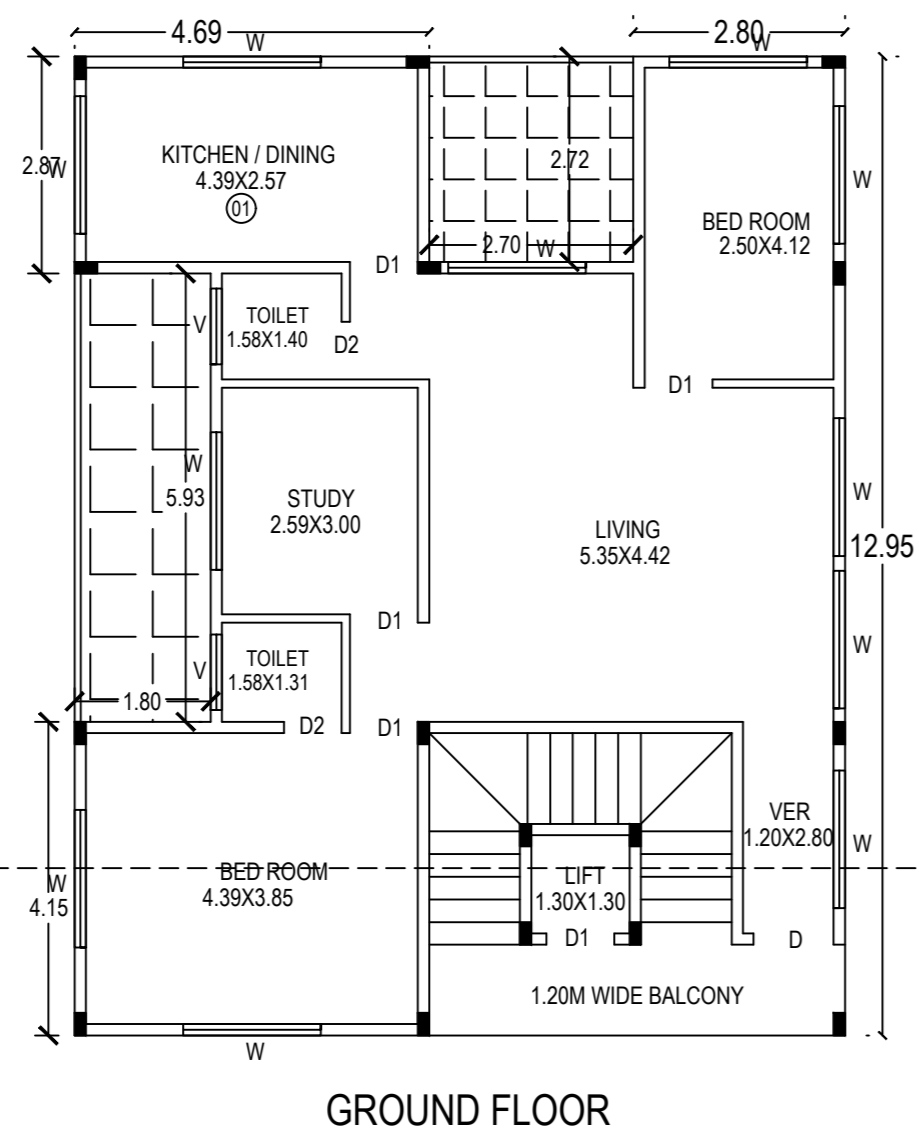 4.69
W
2.80
W
2.87
W
KITCHEN / DINING
4.39X2.57
01
2.72
2.70
W
BED ROOM
2.50X4.12
W
D1
TOILET
1.58X1.40
V
D2
D1
W
5.93
STUDY
2.59X3.00
LIVING
5.35X4.42
W
12.95
D1
TOILET
1.58X1.31
V
W
1.80
D2
D1
VER
1.20X2.80
W
BED ROOM
4.39X3.85
W
4.15
LIFT
1.30X1.30
D1
D
1.20M WIDE BALCONY
W
GROUND FLOOR